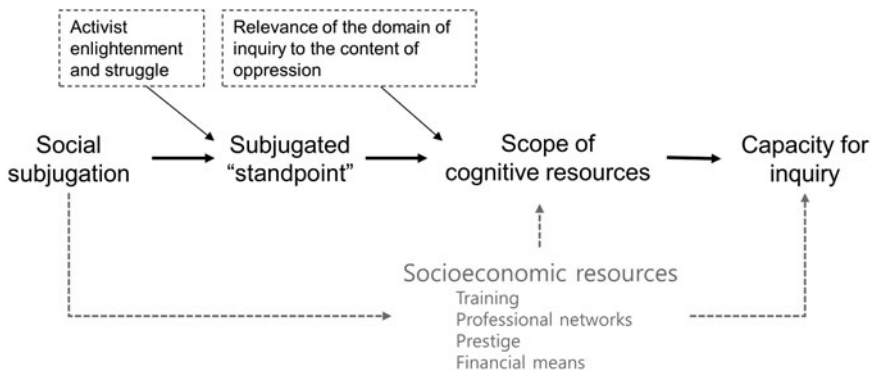 Activist
enlightenment
and struggle
Relevance of the domain of
inquiry to the content of
oppression
Social
subjugation
Subjugated
“standpoint”
Scope of
cognitive resources
Capacity for
inquiry
Socioeconomic resources
Training
Professional networks
Prestige
Financial means